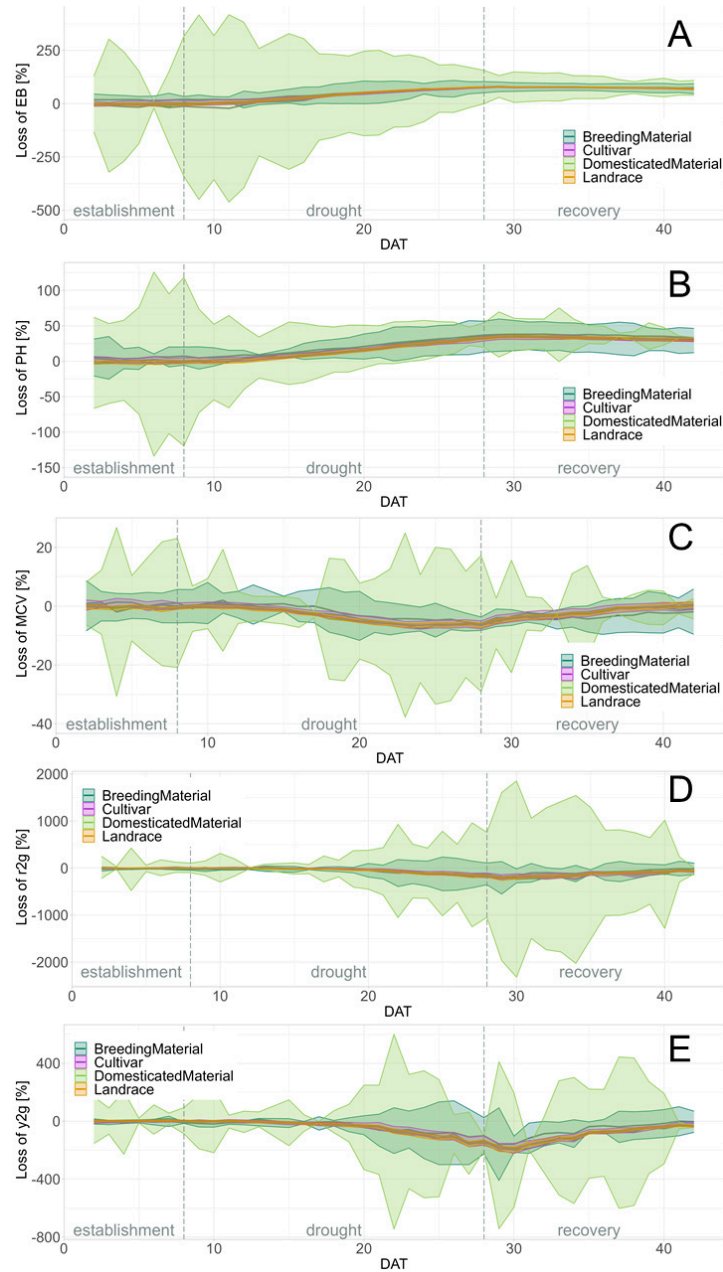 A
Loss of EB [%]
250
0
-250
-500
BreedingMaterial
Cultivar
DomesticatedMaterial
Landrace
establishment drought recovery
0 10 20 30 40
DAT
B
Loss of PH [%]
100
50
0
-50
-100
-150
BreedingMaterial
Cultivar
DomesticatedMaterial
Landrace
establishment drought recovery
0 10 20 30 40
DAT
C
Loss of MCV [%]
20
0
-20
-40
BreedingMaterial
Cultivar
DomesticatedMaterial
Landrace
establishment drought recovery
0 10 20 30 40
DAT
D
Loss of r2g [%]
2000
1000
0
-1000
-2000
BreedingMaterial
Cultivar
DomesticatedMaterial
Landrace
establishment drought recovery
0 10 20 30 40
DAT
E
Loss of y2g [%]
400
0
-400
-800
BreedingMaterial
Cultivar
DomesticatedMaterial
Landrace
establishment drought recovery
0 10 20 30 40
DAT